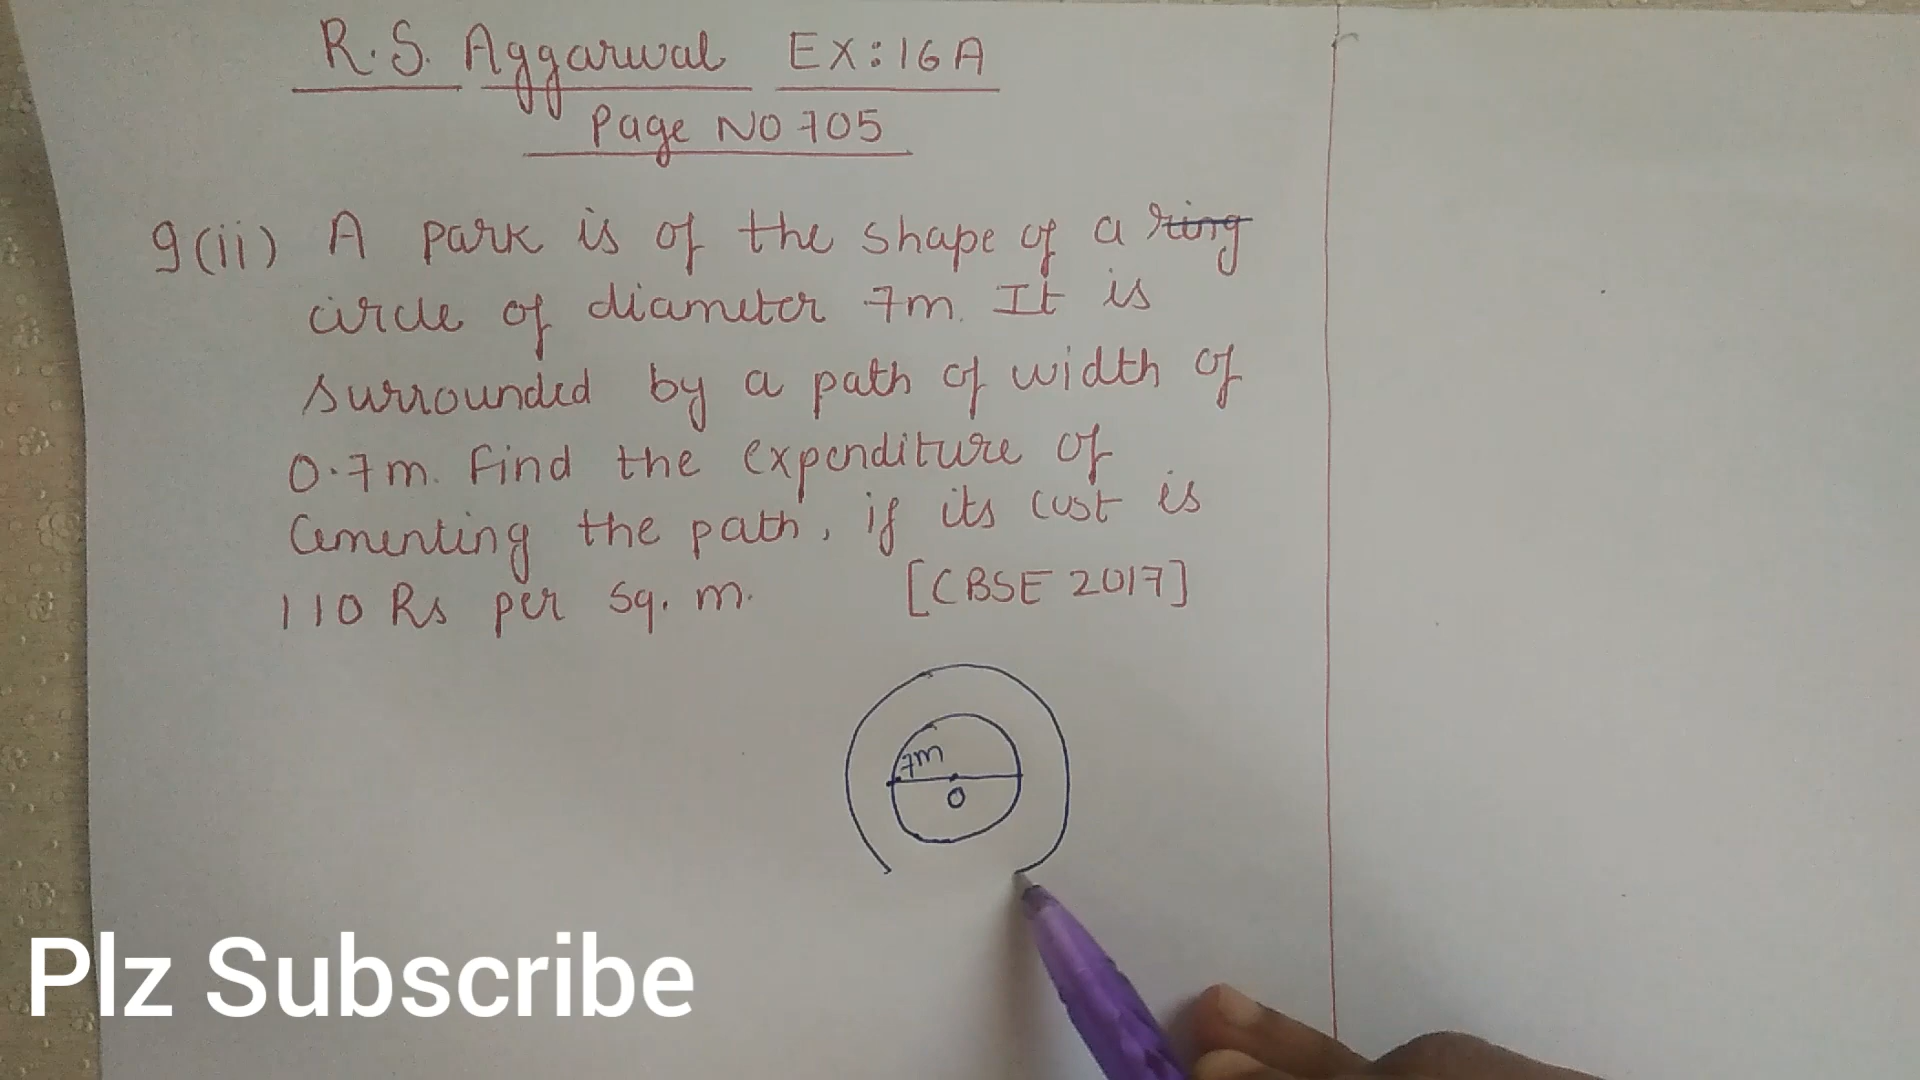 R.S. Aggarwal EX:16A
Page NO 705
9(ii) A park is of the shape of a ring
circle of diameter 7m. It is
surrounded by a path of width of
0.7m. Find the expenditure of
Cementing the path, if its cost is
110 Rs per sq. m. [CBSE 2017]
7m
O
Plz Subscribe